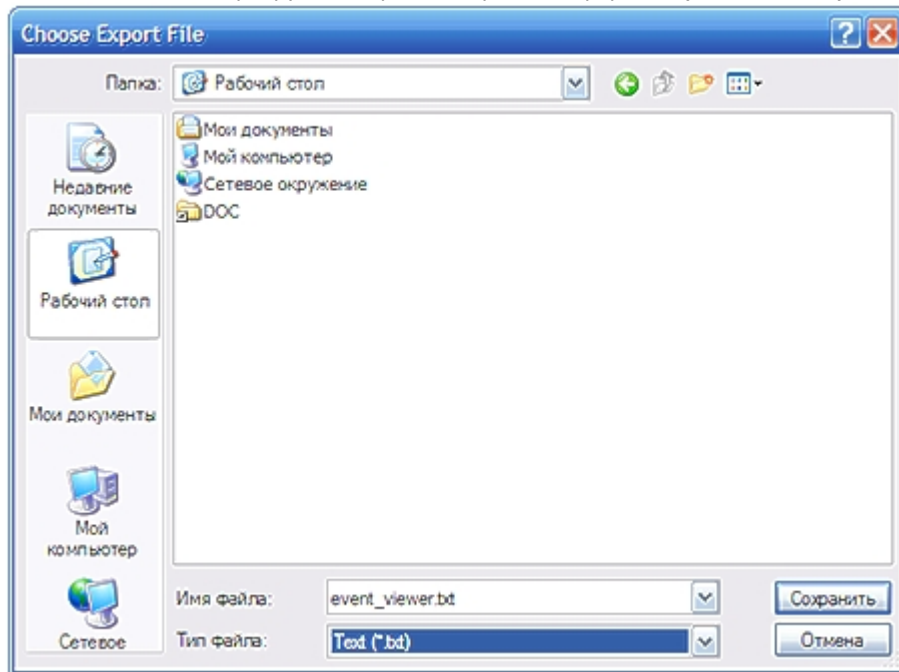 Choose Export File
Папка:
Рабочий стол
Мои документы
Мой компьютер
Сетевое окружение
DOC
Недавние
документы
Рабочий стол
Мои документы
Мой
компьютер
Сетевое
Имя файла:
event_viewer.txt
Сохранить
Тип файла:
Text (*.txt)
Отмена